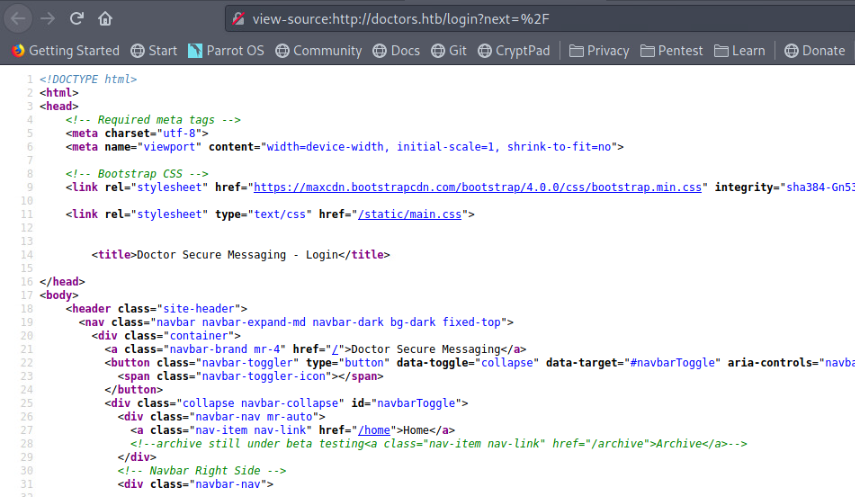 view-source:http://doctors.htb/login?next=%2F
Getting Started Start Parrot OS Community Docs Git CryptPad Privacy Pentest Learn Donate
1 <!DOCTYPE html>
2 <html>
3 <head>
4 <!-- Required meta tags -->
5 <meta charset="utf-8">
6 <meta name="viewport" content="width=device-width, initial-scale=1, shrink-to-fit=no">
7
8 <!-- Bootstrap CSS -->
9 <link rel="stylesheet" href="https://maxcdn.bootstrapcdn.com/bootstrap/4.0.0/css/bootstrap.min.css" integrity="sha384-Gn53
10
11 <link rel="stylesheet" type="text/css" href="/static/main.css">
12
13
14 <title>Doctor Secure Messaging - Login</title>
15
16 </head>
17 <body>
18 <header class="site-header">
19 <nav class="navbar navbar-expand-md navbar-dark bg-dark fixed-top">
20 <div class="container">
21 <a class="navbar-brand mr-4" href="/">Doctor Secure Messaging</a>
22 <button class="navbar-toggler" type="button" data-toggle="collapse" data-target="#navbarToggle" aria-controls="navba
23 <span class="navbar-toggler-icon"></span>
24 </button>
25 <div class="collapse navbar-collapse" id="navbarToggle">
26 <div class="navbar-nav mr-auto">
27 <a class="nav-item nav-link" href="/home">Home</a>
28 <!--archive still under beta testing<a class="nav-item nav-link" href="/archive">Archive</a>-->
29 </div>
30 <!-- Navbar Right Side -->
31 <div class="navbar-nav">